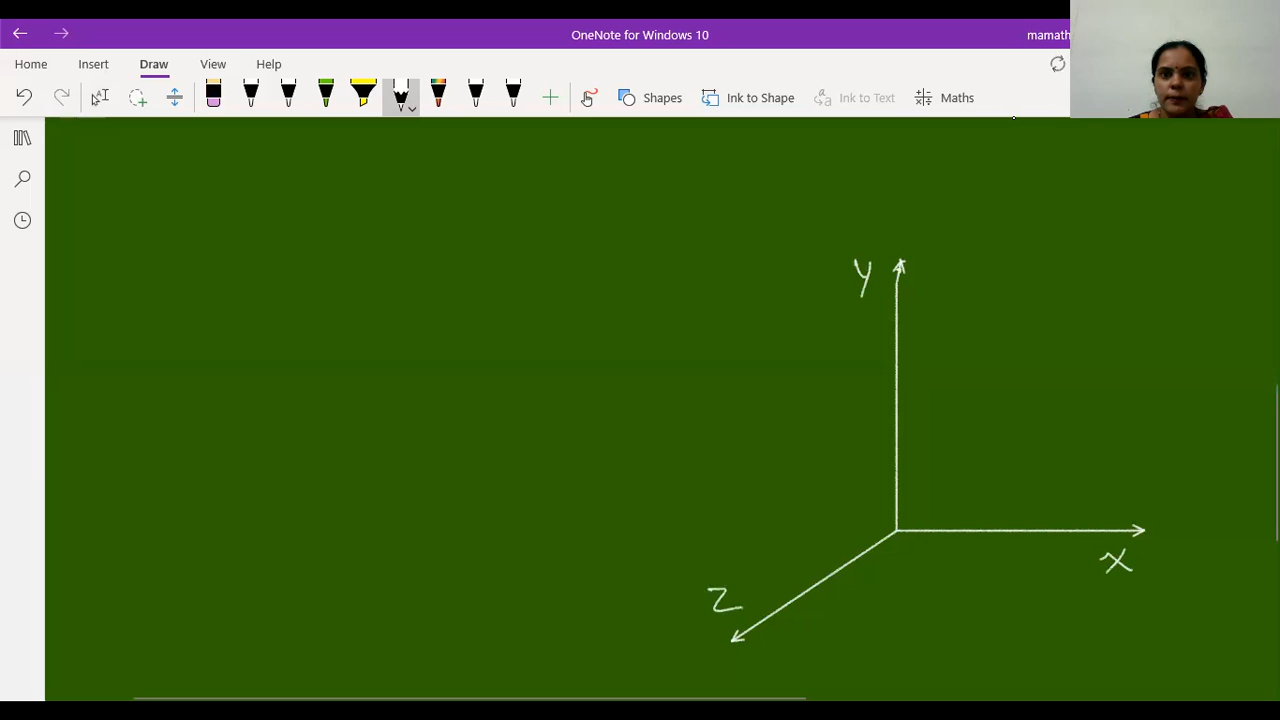 OneNote for Windows 10
mamath
Home Insert Draw View Help
Shapes Ink to Shape Ink to Text Maths
y
x
z